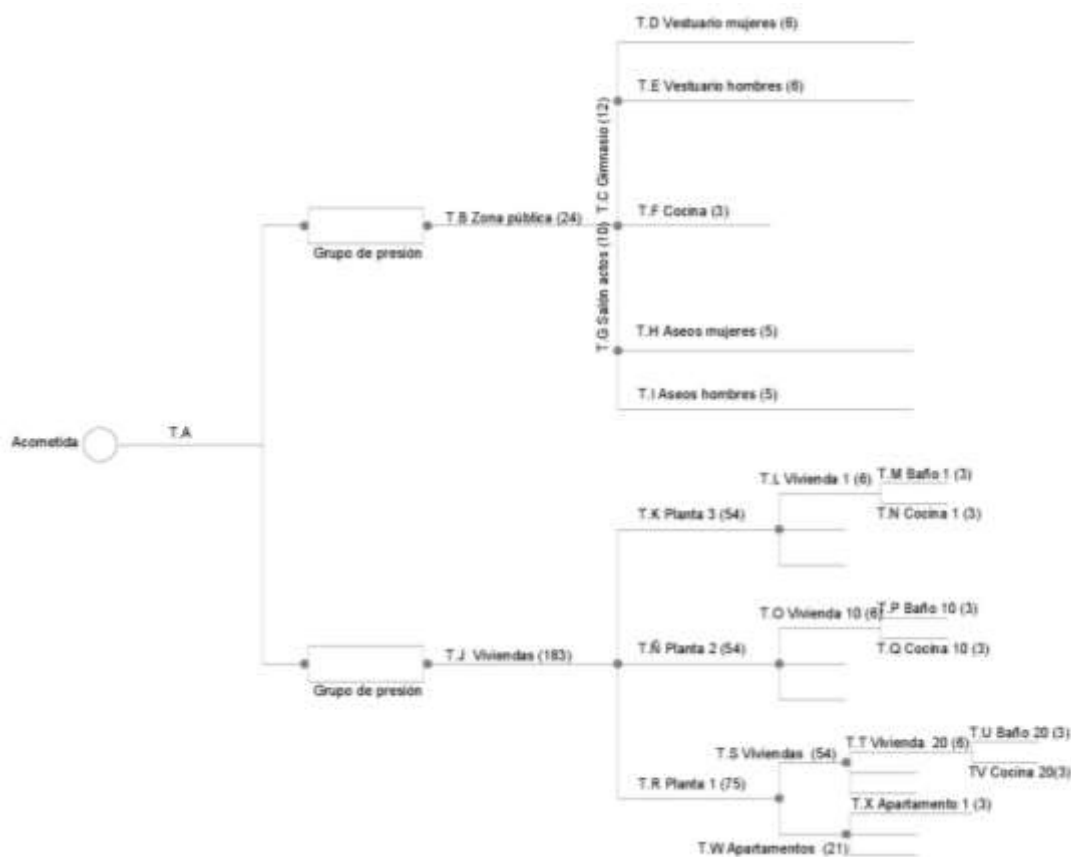 T.D Vestuario mujeres (6)
T.E Vestuario hombres (6)
T.C Gimnasio (12)
T.F Cocina (3)
T.B Zona pública (24)
Grupo de presión
T.G Salón actos (10)
T.H Aseos mujeres (5)
T.I Aseos hombres (5)
Acometida
T.A
T.L Vivienda 1 (6)
T.M Baño 1 (3)
T.N Cocina 1 (3)
T.K Planta 3 (54)
T.O Vivienda 10 (6)
T.P Baño 10 (3)
T.Q Cocina 10 (3)
T.J Viviendas (183)
Grupo de presión
T.Ñ Planta 2 (54)
T.S Viviendas (54)
T.T Vivienda 20 (6)
T.U Baño 20 (3)
TV Cocina 20(3)
T.R Planta 1 (75)
T.X Apartamento 1 (3)
T.W Apartamentos (21)